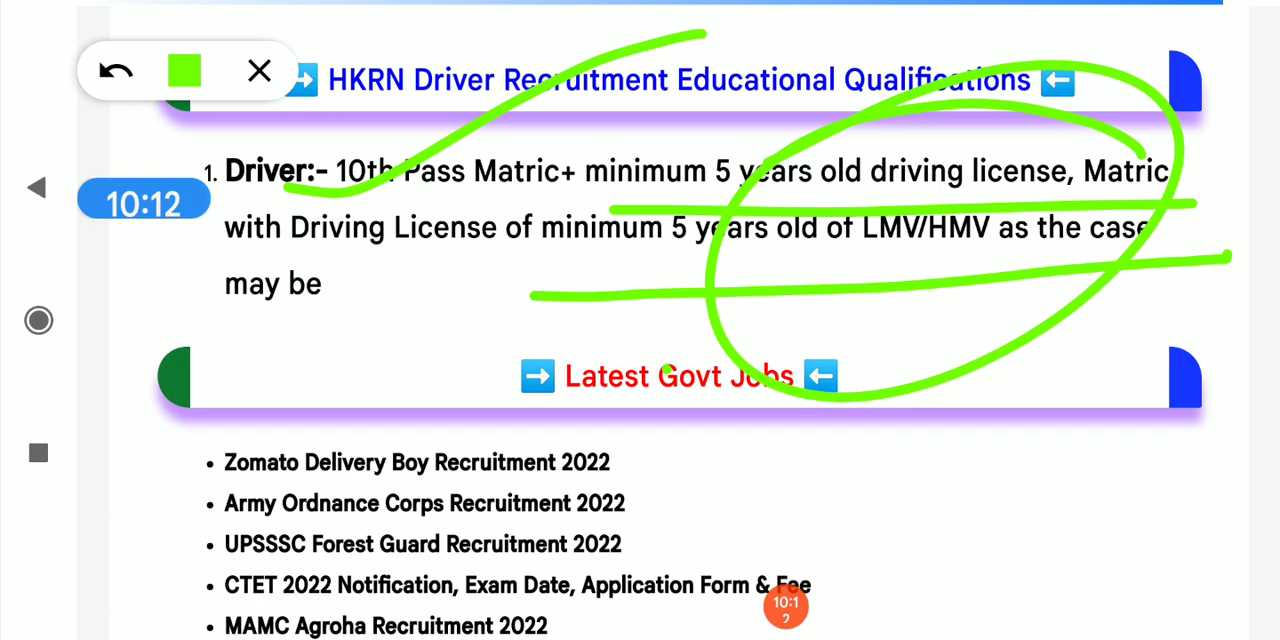 HKRN Driver Recruitment Educational Qualifications
1. Driver:- 10th Pass Matric+ minimum 5 years old driving license, Matric
10:12
with Driving License of minimum 5 years old of LMV/HMV as the case
may be
Latest Govt Jobs
• Zomato Delivery Boy Recruitment 2022
• Army Ordnance Corps Recruitment 2022
• UPSSSC Forest Guard Recruitment 2022
• CTET 2022 Notification, Exam Date, Application Form & Fee
10:1
2
• MAMC Agroha Recruitment 2022